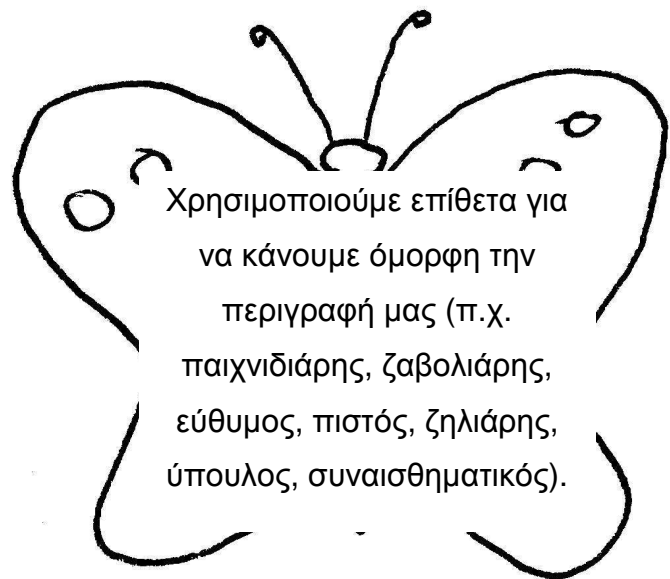 Χρησιμοποιούμε επίθετα για
να κάνουμε όμορφη την
περιγραφή μας (π.χ.
παιχνιδιάρης, ζαβολιάρης,
εύθυμος, πιστός, ζηλιάρης,
ύπουλος, συναισθηματικός).